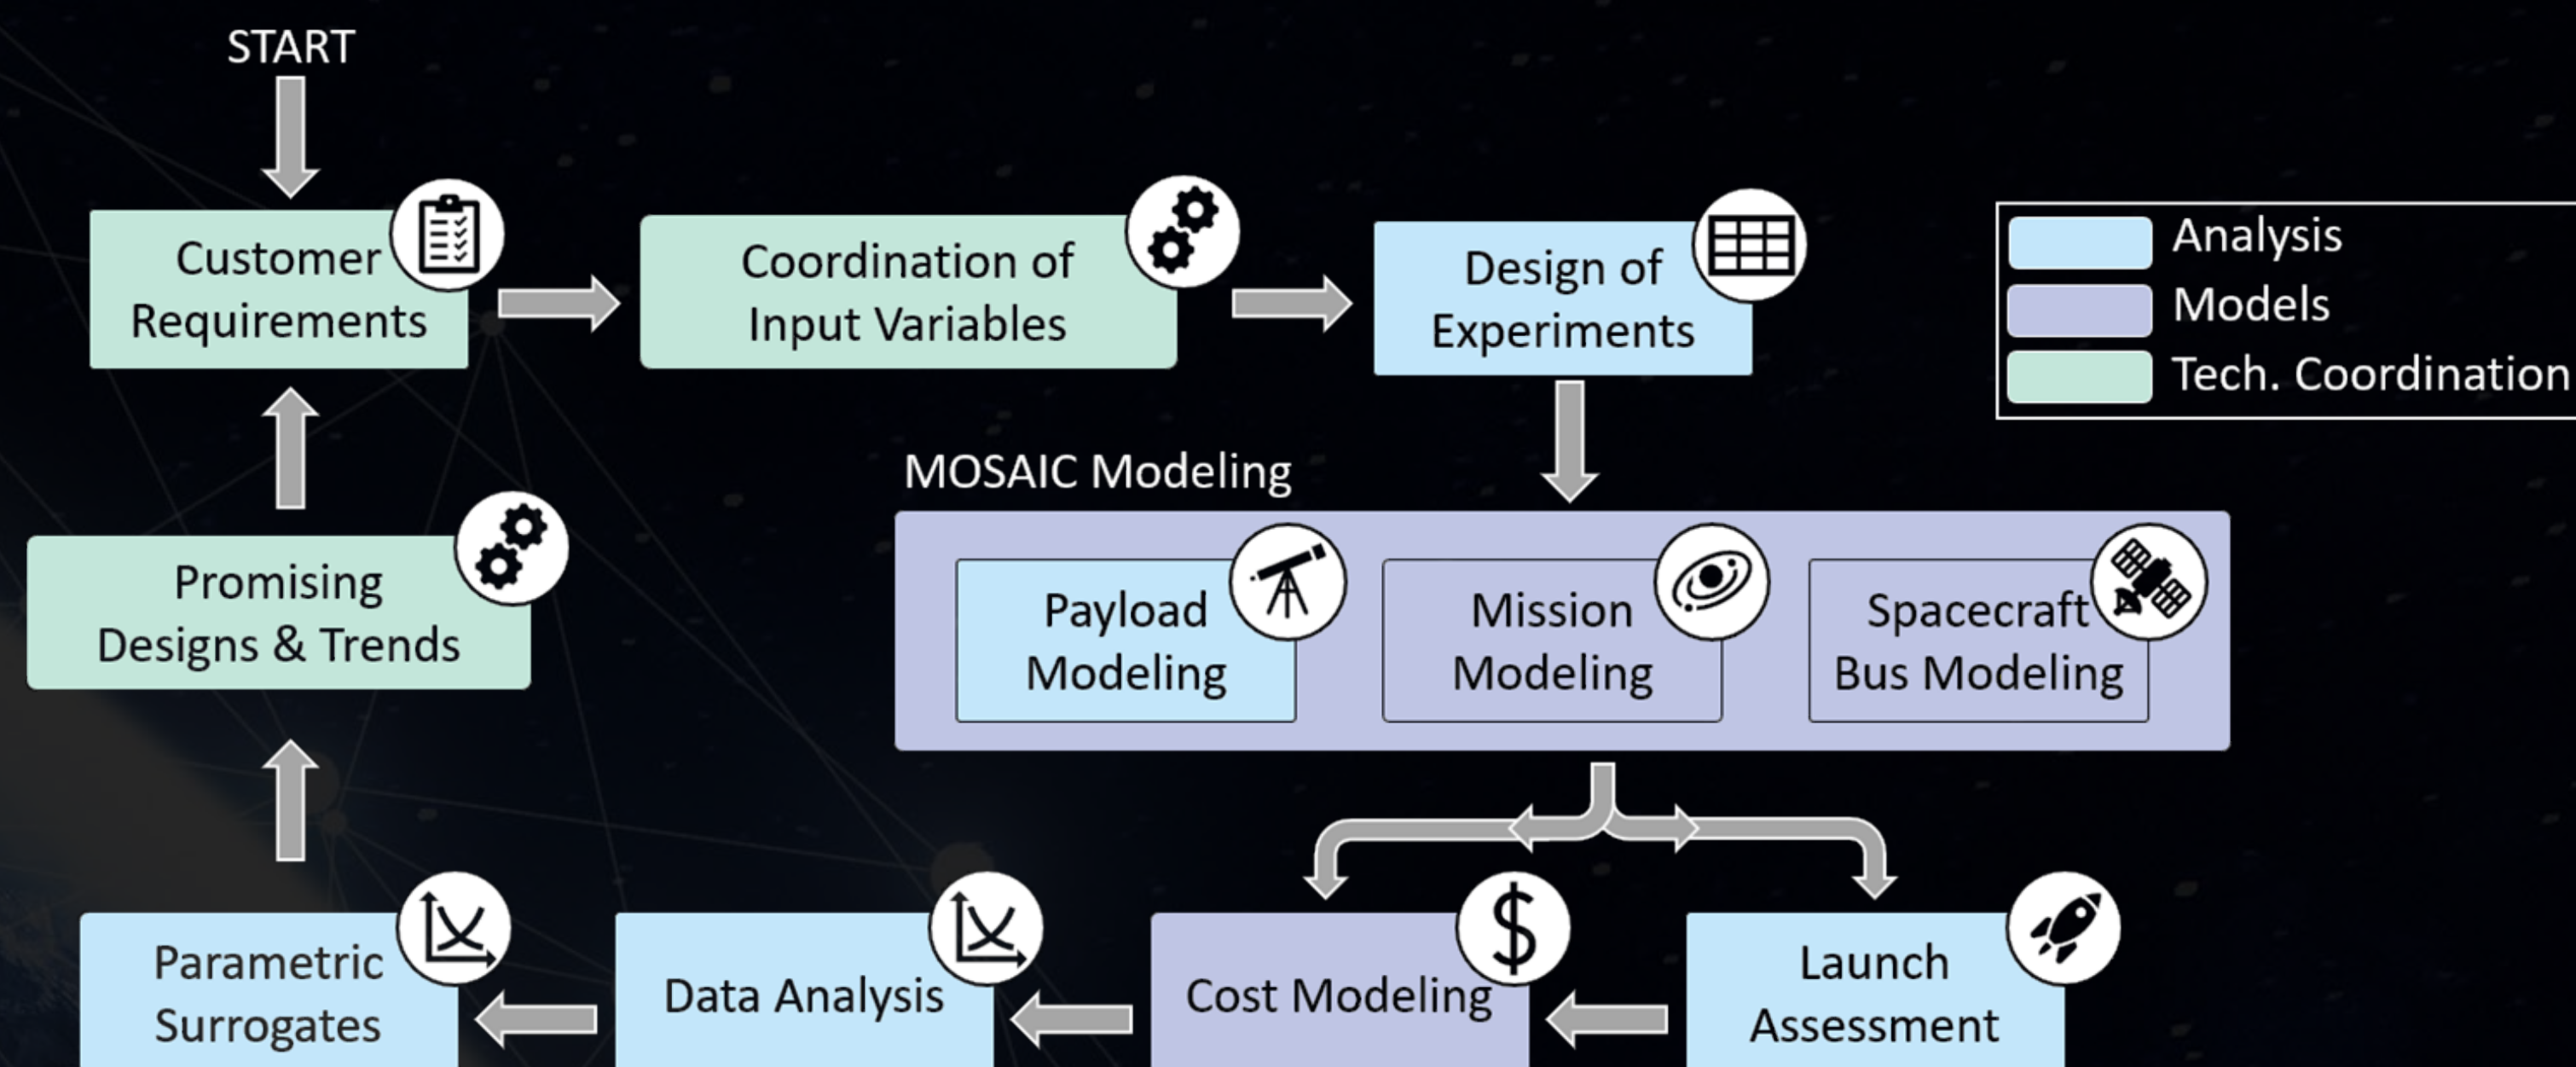 START
Customer
Requirements
Coordination of
Input Variables
Design of
Experiments
Analysis
Models
Tech. Coordination
MOSAIC Modeling
Promising
Designs & Trends
Payload
Modeling
Mission
Modeling
Spacecraft
Bus Modeling
Parametric
Surrogates
Data Analysis
Cost Modeling
$
Launch
Assessment